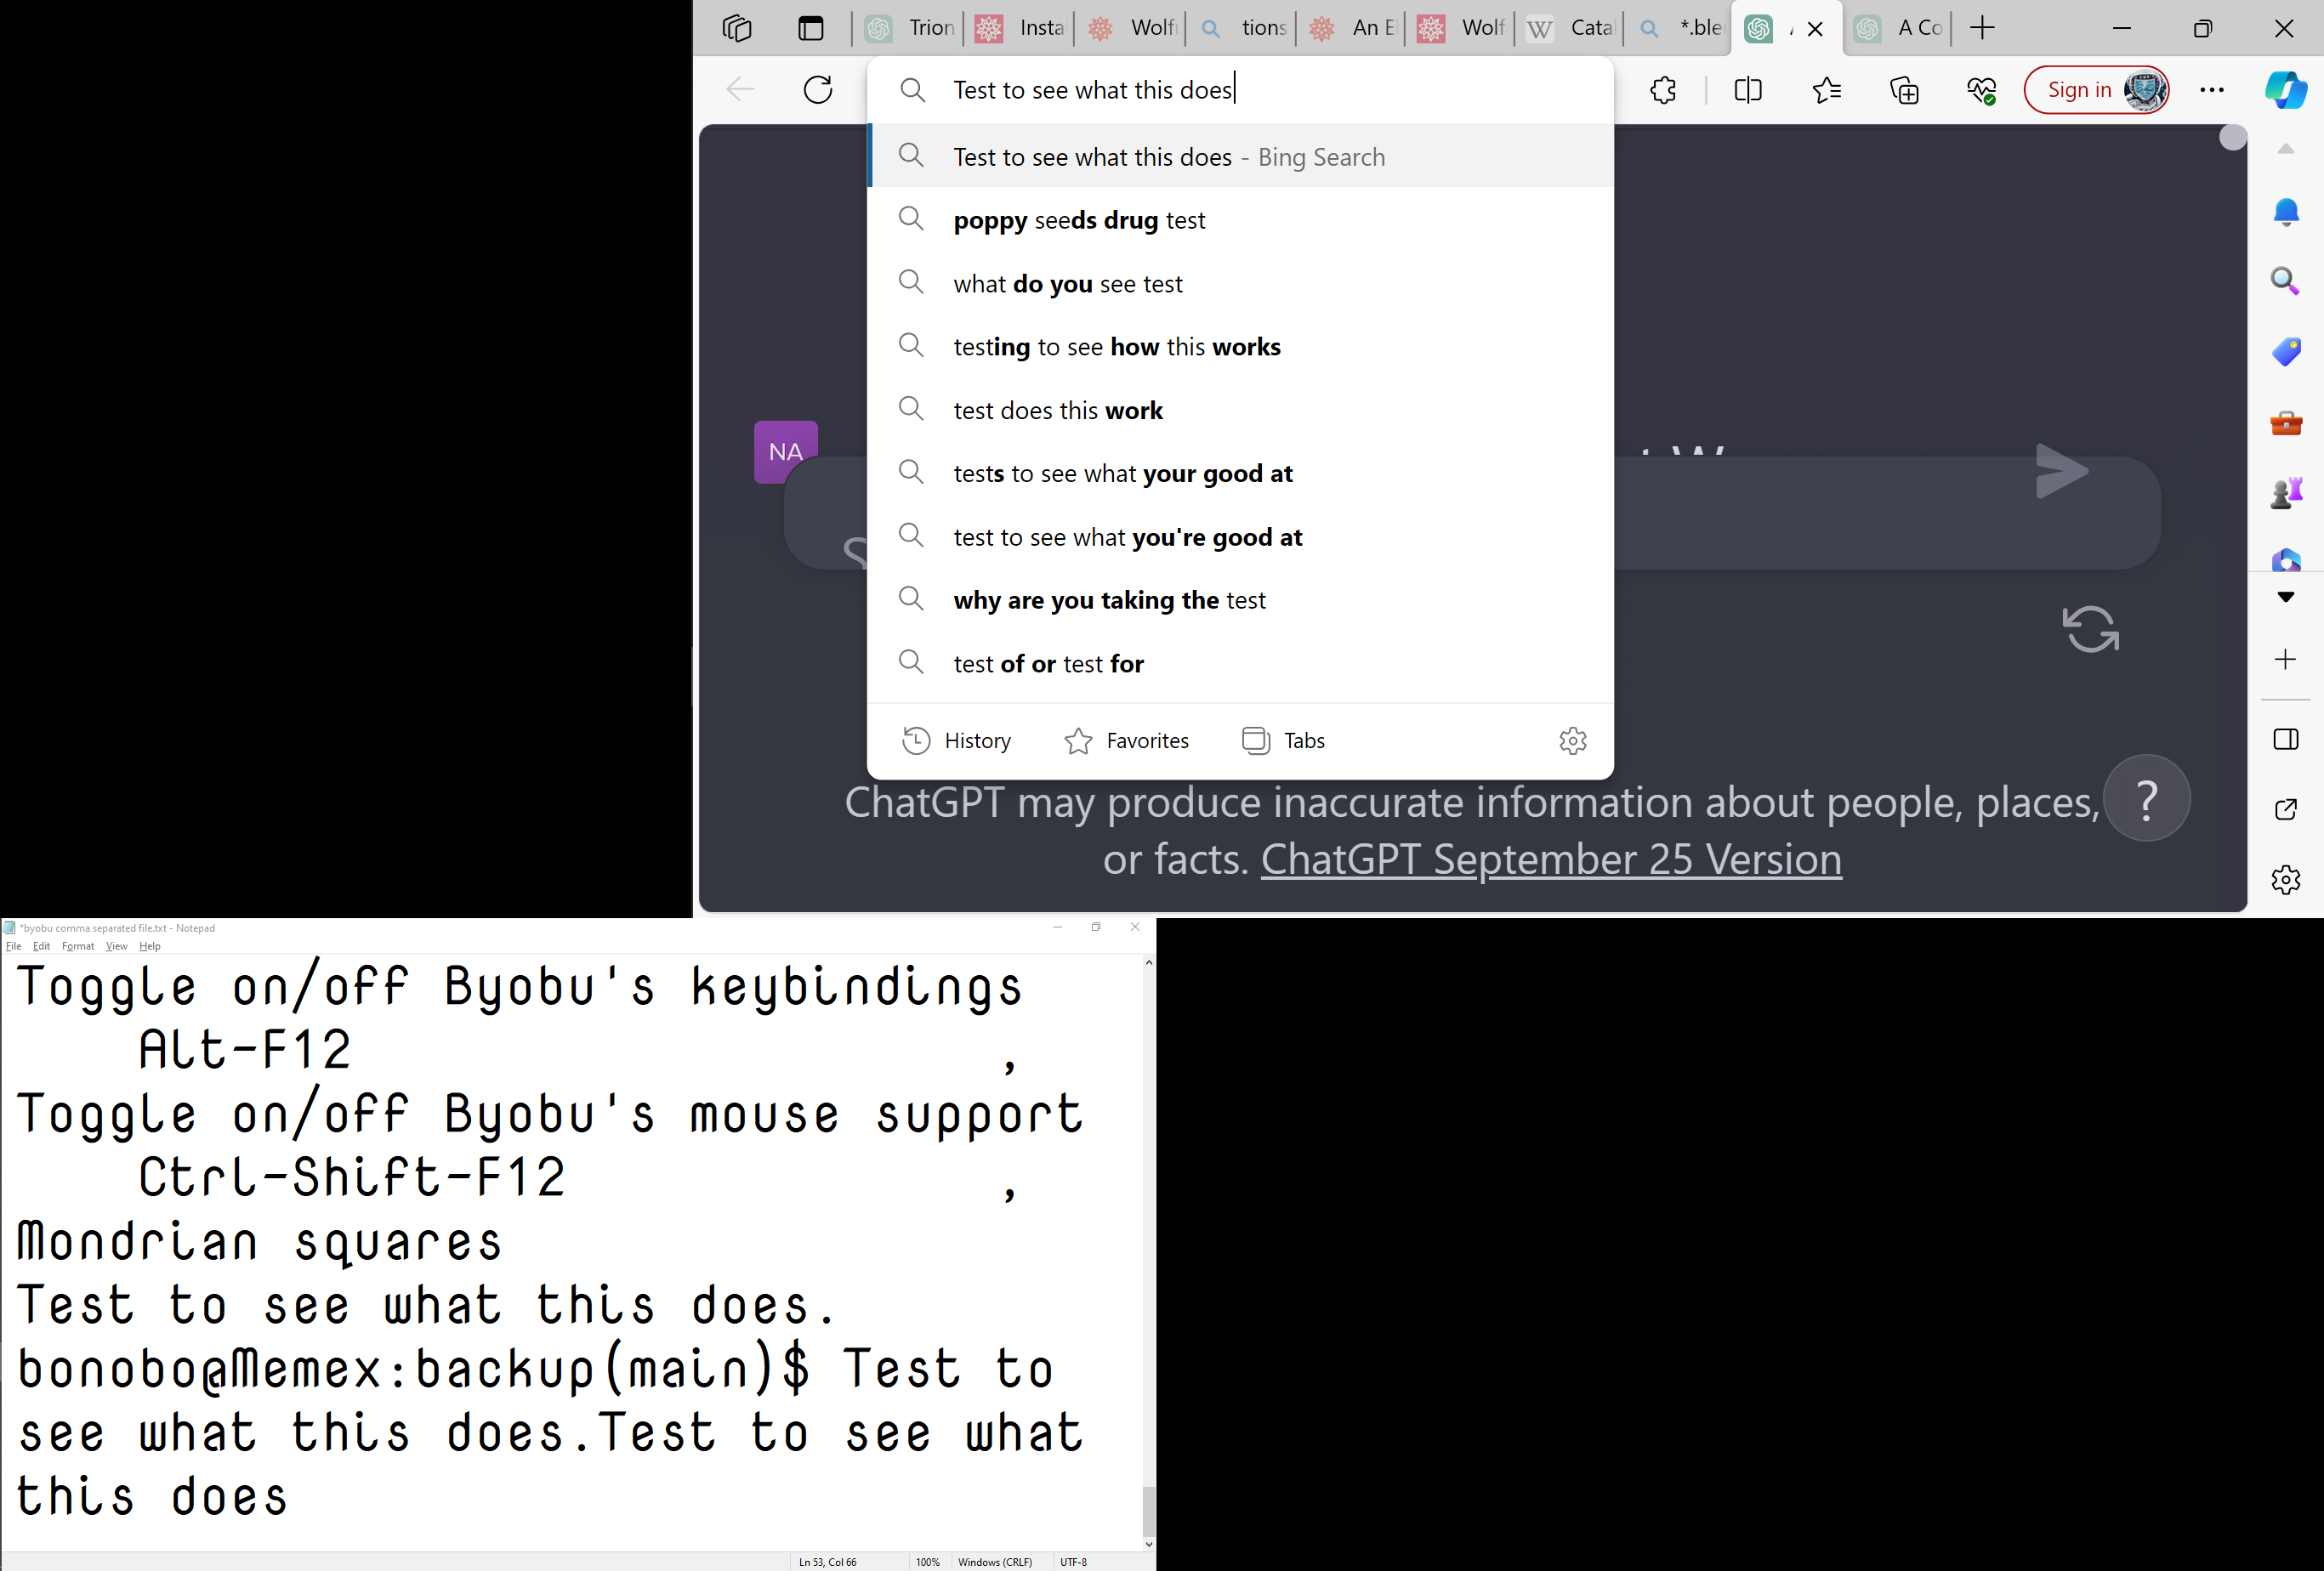 Trion
Insta
Wolf
tions
An E
Wolf
Cata
*.ble
A Co
Test to see what this does
Sign in
Test to see what this does - Bing Search
poppy seeds drug test
what do you see test
testing to see how this works
test does this work
tests to see what your good at
test to see what you're good at
why are you taking the test
test of or test for
History Favorites Tabs
NA
ChatGPT may produce inaccurate information about people, places,
or facts. ChatGPT September 25 Version
?
*byobu comma separated file.txt - Notepad
File Edit Format View Help
Toggle on/off Byobu's keybindings
Alt-F12 ,
Toggle on/off Byobu's mouse support
Ctrl-Shift-F12 ,
Mondrian squares
Test to see what this does.
bonobo@Memex:backup(main)$ Test to
see what this does.Test to see what
this does
Ln 53, Col 66 100% Windows (CRLF) UTF-8